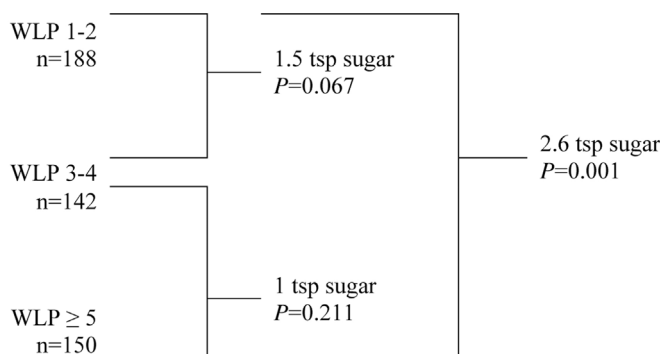 WLP 1-2
n=188
1.5 tsp sugar
P=0.067
WLP 3-4
n=142
2.6 tsp sugar
P=0.001
1 tsp sugar
P=0.211
WLP ≥ 5
n=150